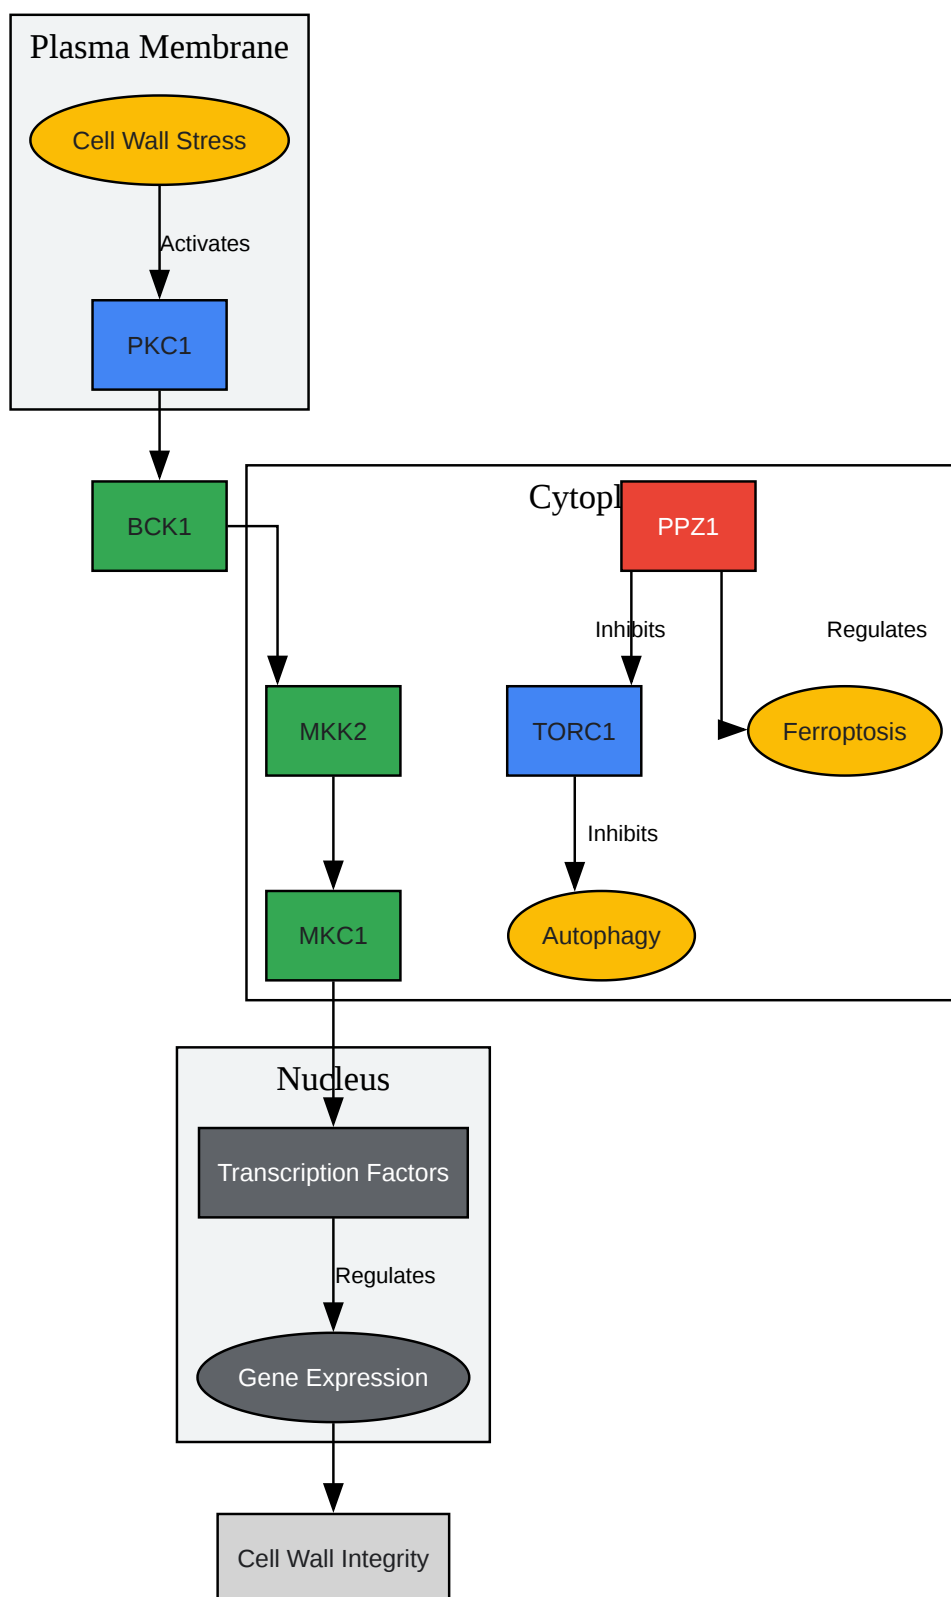 Plasma Membrane
Cell Wall Stress
Activates
PKC1
BCK1
Cytopl
PPZ1
Inhibits
Regulates
MKK2
TORC1
Ferroptosis
Inhibits
MKC1
Autophagy
Nucleus
Transcription Factors
Regulates
Gene Expression
Cell Wall Integrity